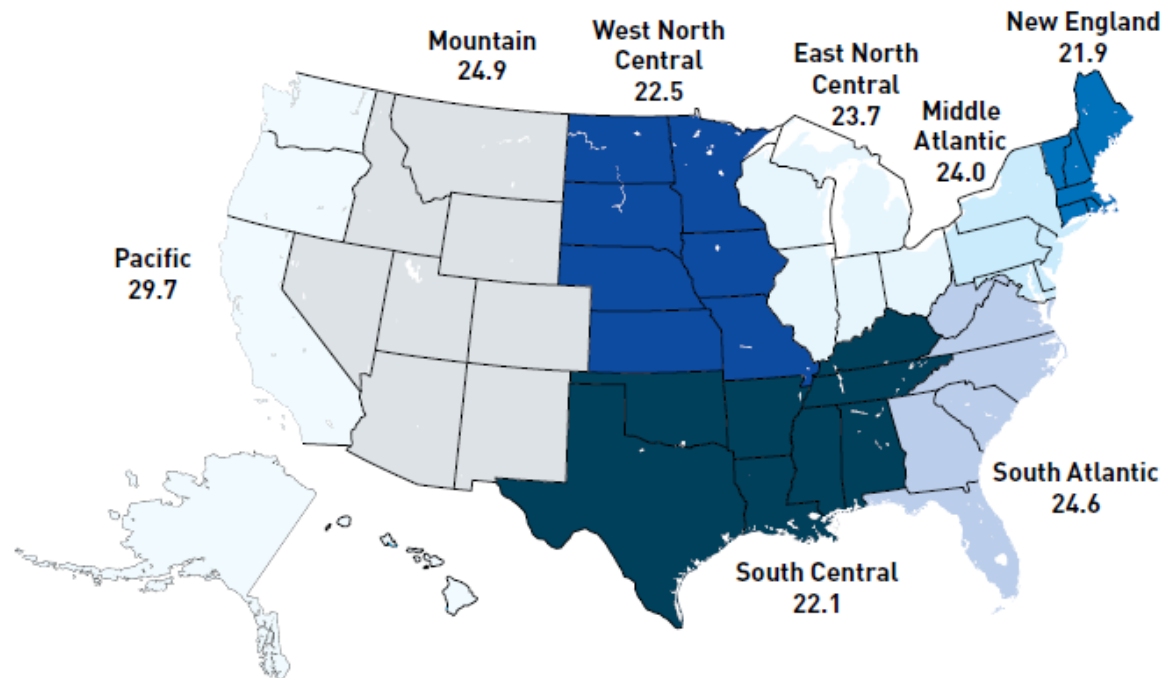 New England
21.9
West North
Central
22.5
Mountain
24.9
East North
Central
23.7
Middle
Atlantic
24.0
Pacific
29.7
South Atlantic
24.6
South Central
22.1